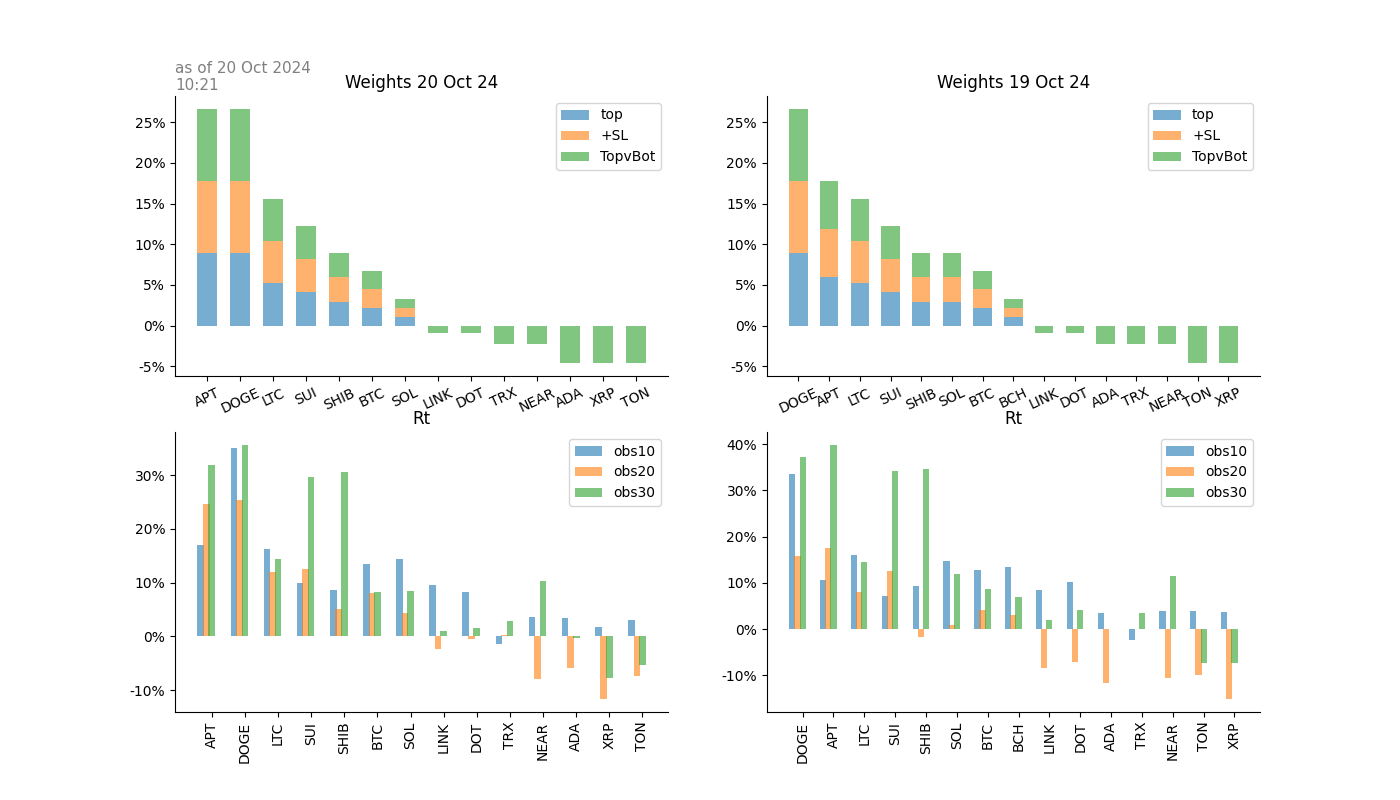 as of 20 Oct 2024
10:21
Weights 20 Oct 24
25%
20%
15%
10%
5%
0%
-5%
top
+SL
TopvBot
APT DOGE LTC SUI SHIB BTC SOL LINK DOT TRX NEAR ADA XRP TON
Weights 19 Oct 24
25%
20%
15%
10%
5%
0%
-5%
top
+SL
TopvBot
DOGE APT LTC SUI SHIB SOL BTC BCH LINK DOT ADA TRX NEAR TON XRP
Rt
30%
20%
10%
0%
-10%
obs10
obs20
obs30
APT DOGE LTC SUI SHIB BTC SOL LINK DOT TRX NEAR ADA XRP TON
Rt
40%
30%
20%
10%
0%
-10%
obs10
obs20
obs30
DOGE APT LTC SUI SHIB SOL BTC BCH LINK DOT ADA TRX NEAR TON XRP